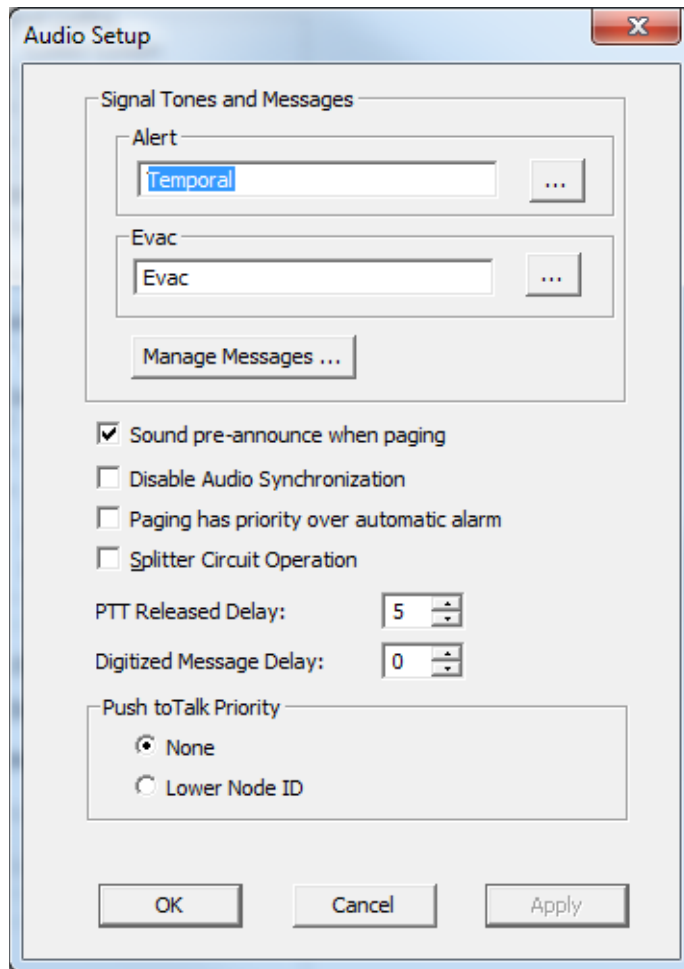 Audio Setup
Signal Tones and Messages
Alert
Temporal
...
Evac
Evac
...
Manage Messages ...
Sound pre-announce when paging
Disable Audio Synchronization
Paging has priority over automatic alarm
Splitter Circuit Operation
PTT Released Delay: 5
Digitized Message Delay: 0
Push toTalk Priority
None
Lower Node ID
OK Cancel Apply